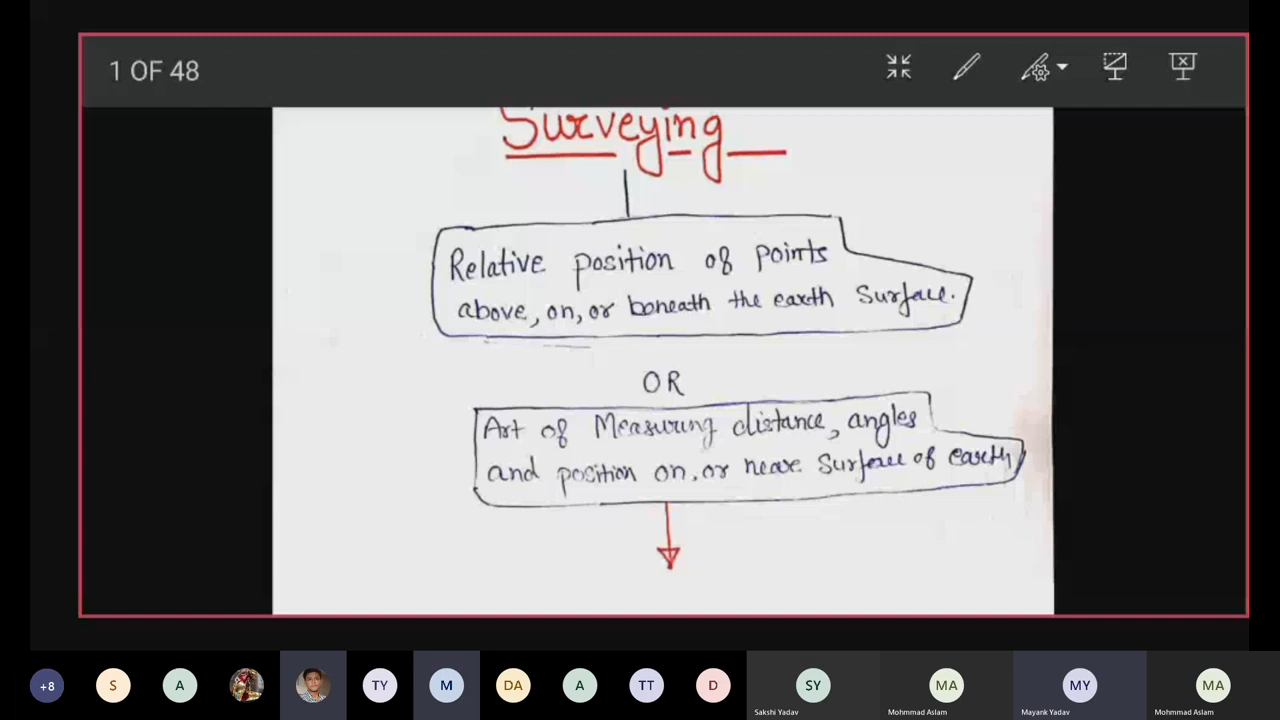 1 OF 48
Surveying
Relative position of points
above, on, or beneath the earth Surface.
OR
Art of Measuring distance, angles
and position on, or near Surface of earth
+8
S
A
TY
M
DA
A
TT
D
SY
MA
MY
MA
Sakshi Yadav
Mohmmad Aslam
Mayank Yadav
Mohmmad Aslam